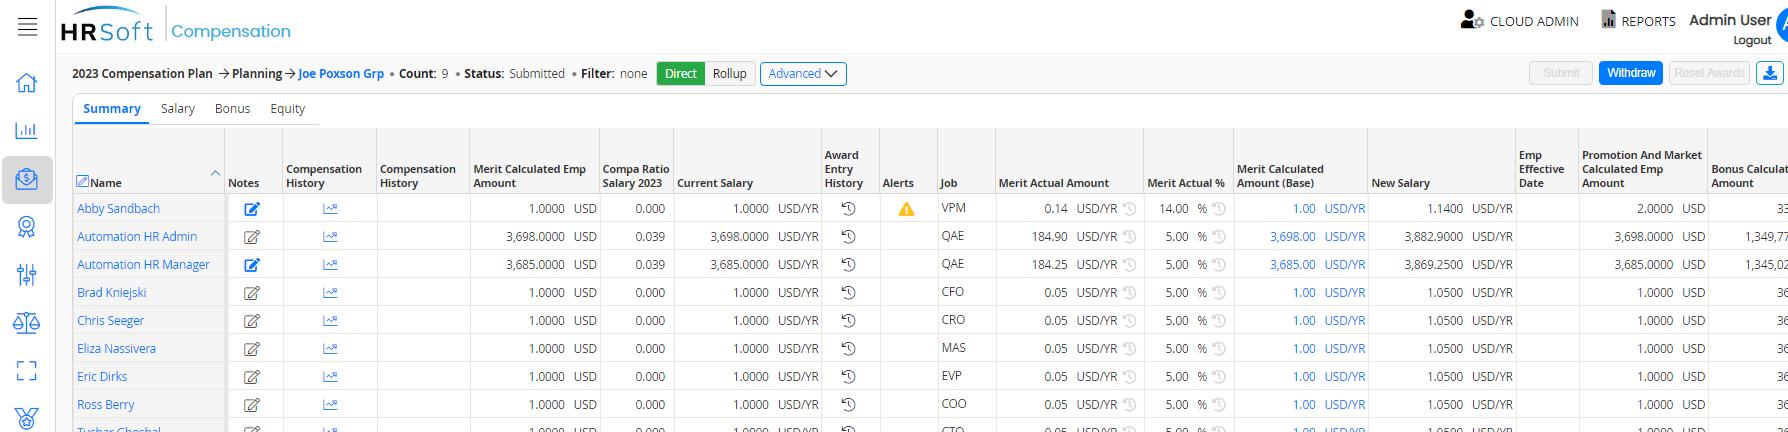 HRSoft Compensation CLOUD ADMIN REPORTS Admin User
Logout
2023 Compensation Plan → Planning → Joe Poxson Grp • Count: 9 • Status: Submitted • Filter: none Direct Rollup Advanced Submit Withdraw Reset Awards
Summary Salary Bonus Equity
Name Notes Compensation History Compensation History Merit Calculated Emp Amount Compa Ratio Salary 2023 Current Salary Award Entry History Alerts Job Merit Actual Amount Merit Actual % Merit Calculated Amount (Base) New Salary Emp Effective Date Promotion And Market Calculated Emp Amount Bonus Calculat Amount
Abby Sandbach 1.0000 USD 0.000 1.0000 USD/YR VPM 0.14 USD/YR 14.00 % 1.00 USD/YR 1.1400 USD/YR 2.0000 USD 33
Automation HR Admin 3,698.0000 USD 0.039 3,698.0000 USD/YR QAE 184.90 USD/YR 5.00 % 3,698.00 USD/YR 3,882.9000 USD/YR 3,698.0000 USD 1,349,77
Automation HR Manager 3,685.0000 USD 0.039 3,685.0000 USD/YR QAE 184.25 USD/YR 5.00 % 3,685.00 USD/YR 3,869.2500 USD/YR 3,685.0000 USD 1,345,02
Brad Kniejski 1.0000 USD 0.000 1.0000 USD/YR CFO 0.05 USD/YR 5.00 % 1.00 USD/YR 1.0500 USD/YR 1.0000 USD 36
Chris Seeger 1.0000 USD 0.000 1.0000 USD/YR CRO 0.05 USD/YR 5.00 % 1.00 USD/YR 1.0500 USD/YR 1.0000 USD 36
Eliza Nassivera 1.0000 USD 0.000 1.0000 USD/YR MAS 0.05 USD/YR 5.00 % 1.00 USD/YR 1.0500 USD/YR 1.0000 USD 36
Eric Dirks 1.0000 USD 0.000 1.0000 USD/YR EVP 0.05 USD/YR 5.00 % 1.00 USD/YR 1.0500 USD/YR 1.0000 USD 36
Ross Berry 1.0000 USD 0.000 1.0000 USD/YR COO 0.05 USD/YR 5.00 % 1.00 USD/YR 1.0500 USD/YR 1.0000 USD 36